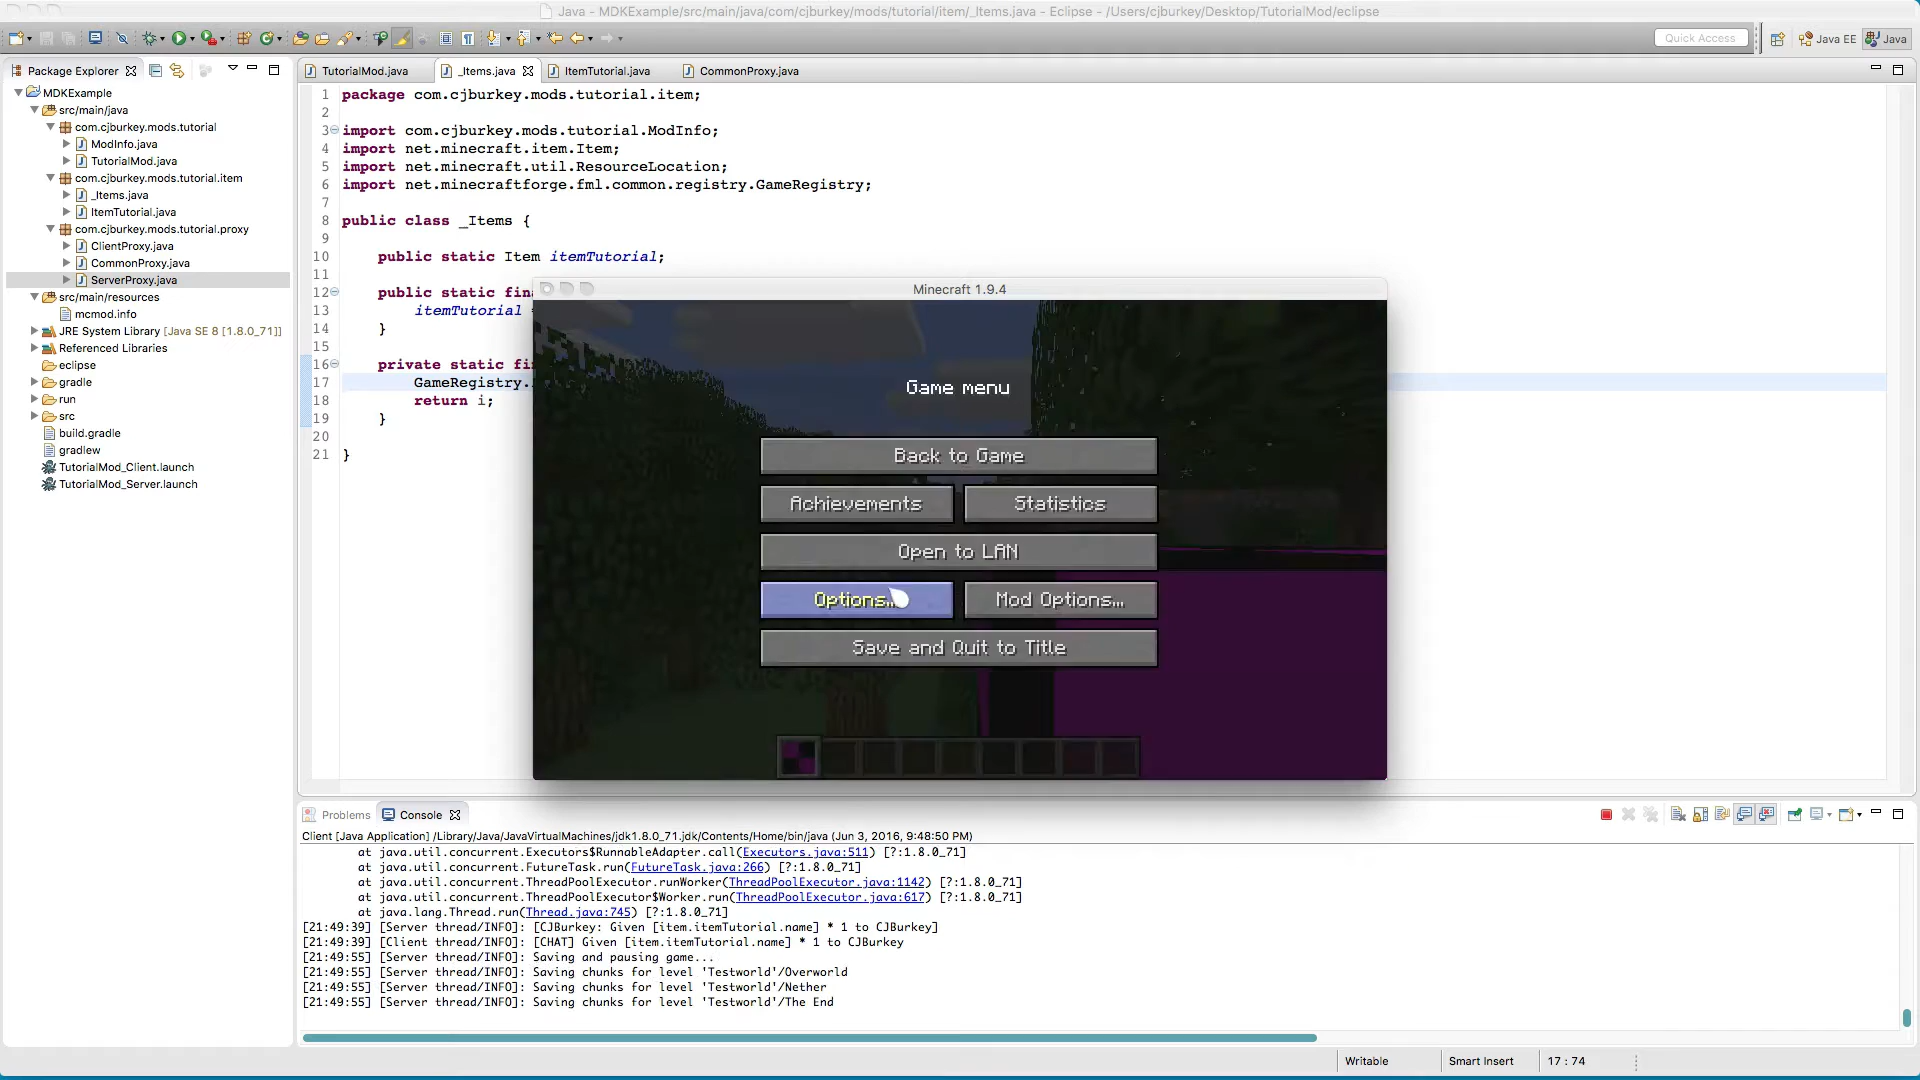 Java - MDKExample/src/main/java/com/cjburkey/mods/tutorial/item/_Items.java - Eclipse - /Users/cjburkey/Desktop/TutorialMod/eclipse
Quick Access
Java EE
Java
Package Explorer
MDKExample
src/main/java
com.cjburkey.mods.tutorial
ModInfo.java
TutorialMod.java
com.cjburkey.mods.tutorial.item
_Items.java
ItemTutorial.java
com.cjburkey.mods.tutorial.proxy
ClientProxy.java
CommonProxy.java
ServerProxy.java
src/main/resources
mcmod.info
JRE System Library [Java SE 8 [1.8.0_71]]
Referenced Libraries
eclipse
gradle
run
src
build.gradle
gradlew
TutorialMod_Client.launch
TutorialMod_Server.launch
TutorialMod.java
_Items.java
ItemTutorial.java
CommonProxy.java
1 package com.cjburkey.mods.tutorial.item;
2
3 import com.cjburkey.mods.tutorial.ModInfo;
4 import net.minecraft.item.Item;
5 import net.minecraft.util.ResourceLocation;
6 import net.minecraftforge.fml.common.registry.GameRegistry;
7
8 public class _Items {
9
10 public static Item itemTutorial;
11
12 public static fin
13 itemTutorial
14 }
15
16 private static fi
17 GameRegistry.
18 return i;
19 }
20
21 }
Minecraft 1.9.4
Game menu
Back to Game
Achievements
Statistics
Open to LAN
Options...
Mod Options...
Save and Quit to Title
Problems
Console
Client [Java Application] /Library/Java/JavaVirtualMachines/jdk1.8.0_71.jdk/Contents/Home/bin/java (Jun 3, 2016, 9:48:50 PM)
at java.util.concurrent.Executors$RunnableAdapter.call(Executors.java:511) [?:1.8.0_71]
at java.util.concurrent.FutureTask.run(FutureTask.java:266) [?:1.8.0_71]
at java.util.concurrent.ThreadPoolExecutor.runWorker(ThreadPoolExecutor.java:1142) [?:1.8.0_71]
at java.util.concurrent.ThreadPoolExecutor$Worker.run(ThreadPoolExecutor.java:617) [?:1.8.0_71]
at java.lang.Thread.run(Thread.java:745) [?:1.8.0_71]
[21:49:39] [Server thread/INFO]: [CJBurkey: Given [item.itemTutorial.name] * 1 to CJBurkey]
[21:49:39] [Client thread/INFO]: [CHAT] Given [item.itemTutorial.name] * 1 to CJBurkey
[21:49:55] [Server thread/INFO]: Saving and pausing game...
[21:49:55] [Server thread/INFO]: Saving chunks for level 'Testworld'/Overworld
[21:49:55] [Server thread/INFO]: Saving chunks for level 'Testworld'/Nether
[21:49:55] [Server thread/INFO]: Saving chunks for level 'Testworld'/The End
Writable
Smart Insert
17 : 74